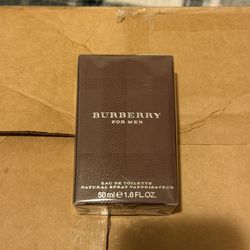 BURBERRY
FOR MEN
EAU DE TOILETTE
NATURAL SPRAY VAPORISATEUR
50 ml ℮ 1.6 FL.OZ.